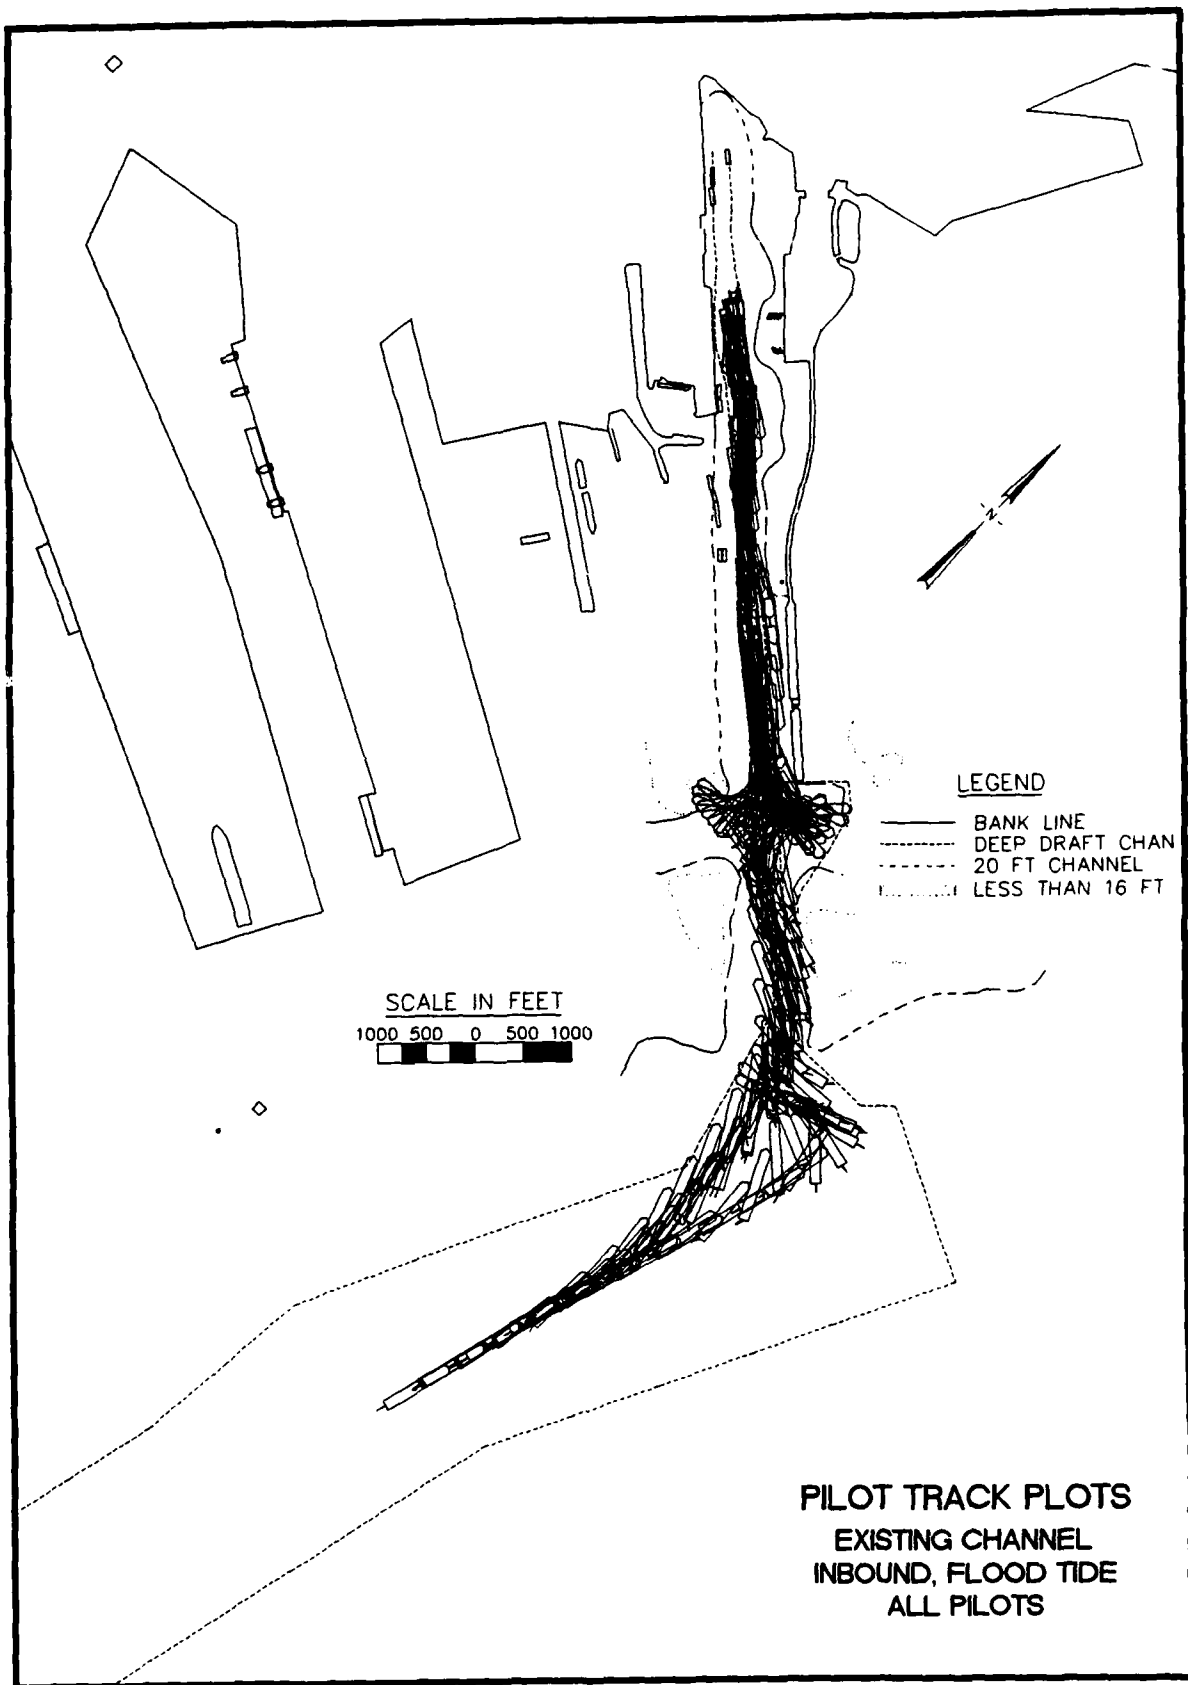 N
LEGEND
BANK LINE
DEEP DRAFT CHAN
20 FT CHANNEL
LESS THAN 16 FT
SCALE IN FEET
1000 500 0 500 1000
PILOT TRACK PLOTS
EXISTING CHANNEL
INBOUND, FLOOD TIDE
ALL PILOTS